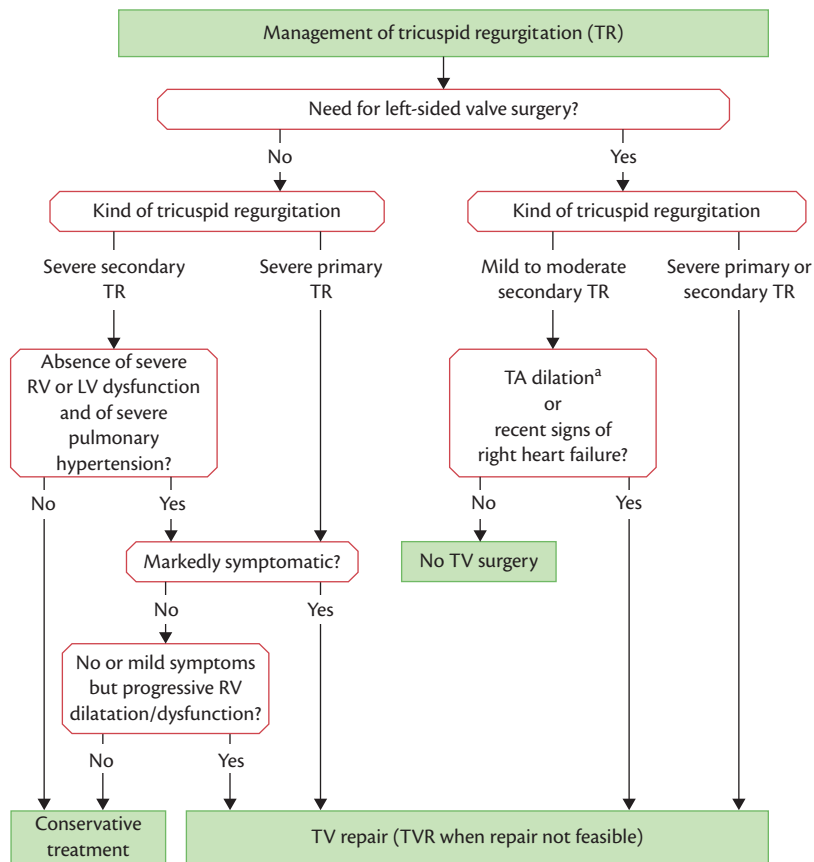 Management of tricuspid regurgitation (TR)
Need for left-sided valve surgery?
No
Yes
Kind of tricuspid regurgitation
Kind of tricuspid regurgitation
Severe secondary
TR
Severe primary
TR
Mild to moderate
secondary TR
Severe primary or
secondary TR
Absence of severe
RV or LV dysfunction
and of severe
pulmonary
hypertension?
TA dilationᵃ
or
recent signs of
right heart failure?
No
Yes
No
Yes
Markedly symptomatic?
No TV surgery
No
Yes
No or mild symptoms
but progressive RV
dilatation/dysfunction?
No
Yes
Conservative
treatment
TV repair (TVR when repair not feasible)